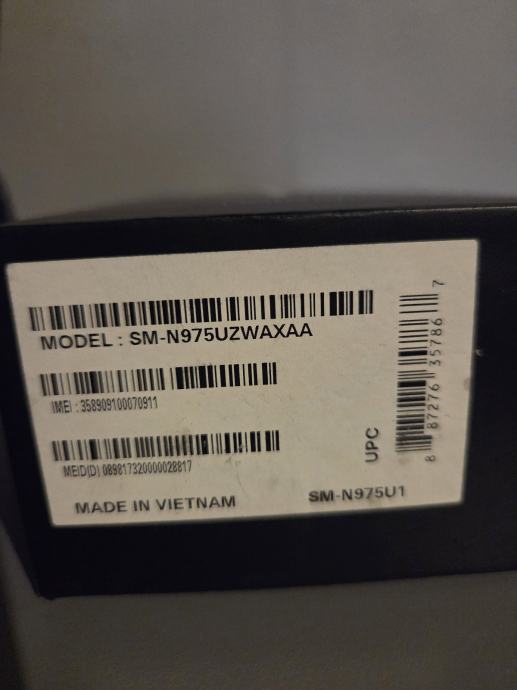 MODEL : SM-N975UZWAXAA
IMEI : 358909100070911
MEID(D) 089817320000028817
MADE IN VIETNAM
SM-N975U1
UPC
8 87276 35786 7